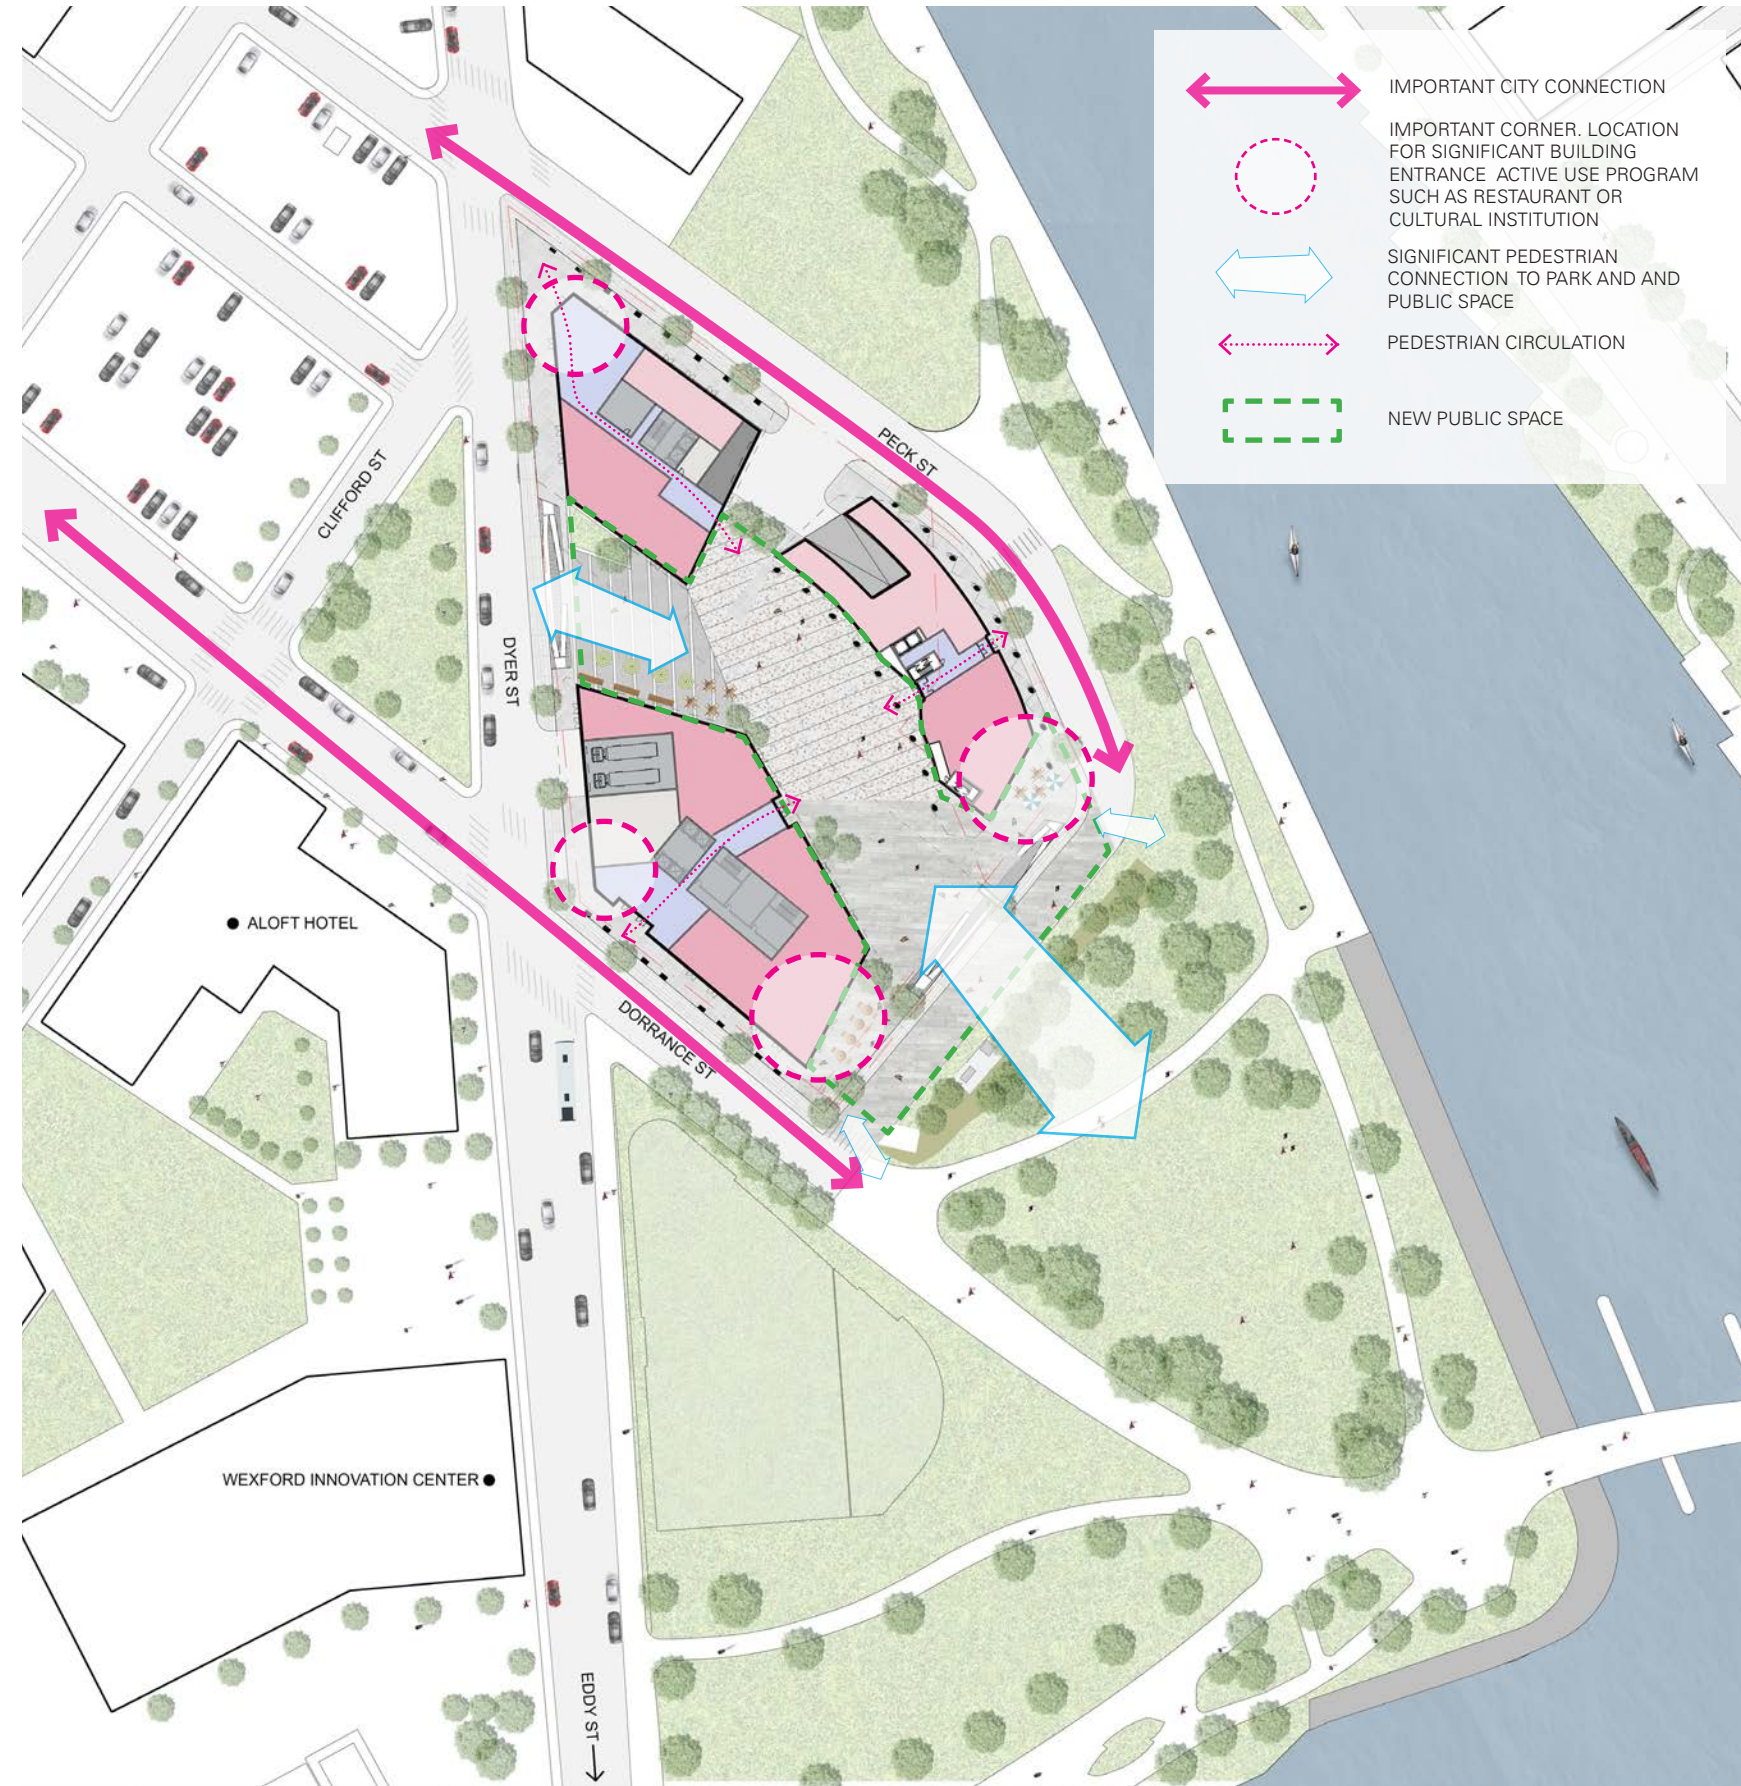 IMPORTANT CITY CONNECTION
IMPORTANT CORNER. LOCATION
FOR SIGNIFICANT BUILDING
ENTRANCE ACTIVE USE PROGRAM
SUCH AS RESTAURANT OR
CULTURAL INSTITUTION
SIGNIFICANT PEDESTRIAN
CONNECTION TO PARK AND AND
PUBLIC SPACE
PEDESTRIAN CIRCULATION
NEW PUBLIC SPACE
PECK ST
CLIFFORD ST
DYER ST
ALOFT HOTEL
DORRANCE ST
WEXFORD INNOVATION CENTER
EDDY ST